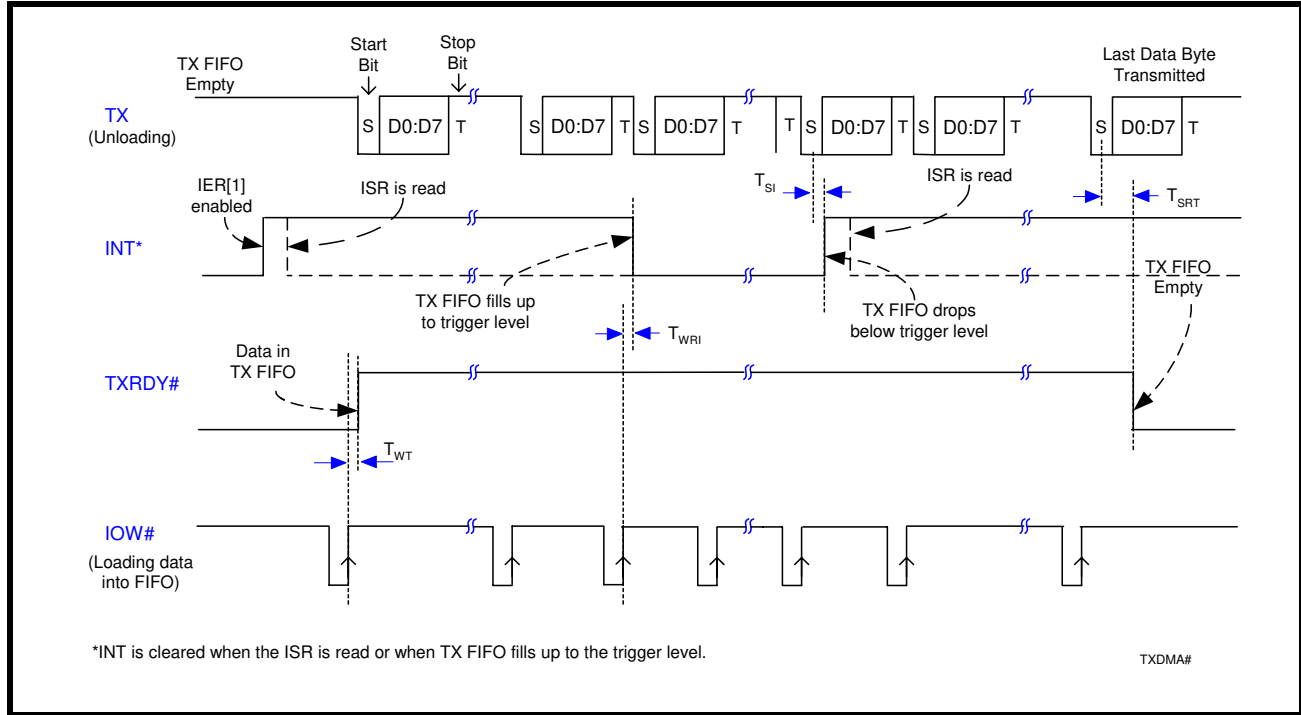 Start
Bit
Stop
Bit
TX FIFO
Empty
Last Data Byte
Transmitted
TX
(Unloading)
S D0:D7 T
S D0:D7 T S D0:D7 T
T S D0:D7 T S D0:D7 T
S D0:D7 T
IER[1]
enabled
ISR is read
TSI
ISR is read
TSRT
INT*
TX FIFO fills up
to trigger level
TX FIFO drops
below trigger level
TX FIFO
Empty
TWRI
Data in
TX FIFO
TXRDY#
TWT
IOW#
(Loading data
into FIFO)
*INT is cleared when the ISR is read or when TX FIFO fills up to the trigger level.
TXDMA#